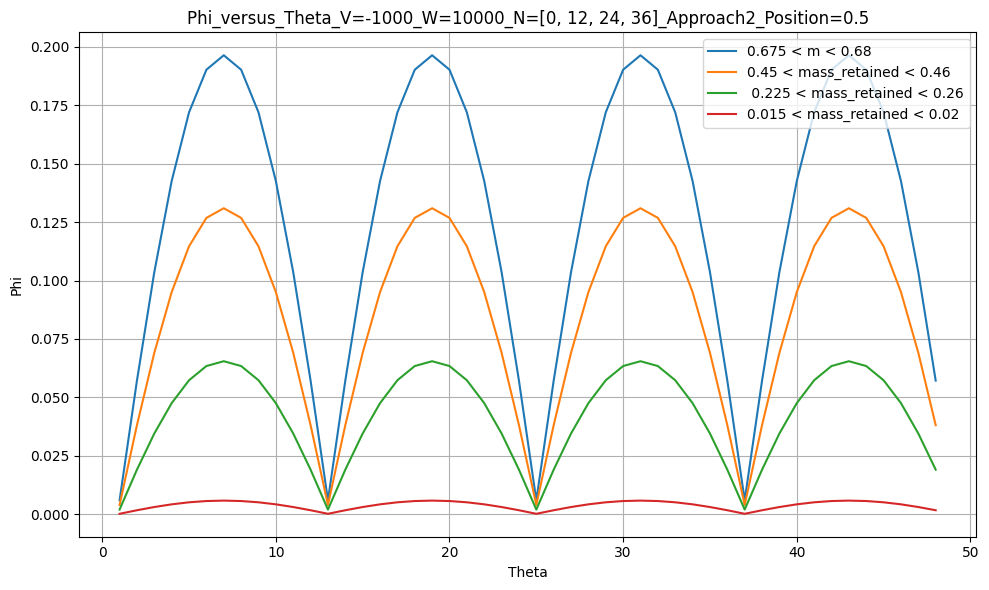 Phi_versus_Theta_V=-1000_W=10000_N=[0, 12, 24, 36]_Approach2_Position=0.5
0.675 < m < 0.68
0.45 < mass_retained < 0.46
0.225 < mass_retained < 0.26
0.015 < mass_retained < 0.02
0.200
0.175
0.150
0.125
0.100
0.075
0.050
0.025
0.000
Phi
0
10
20
30
40
50
Theta